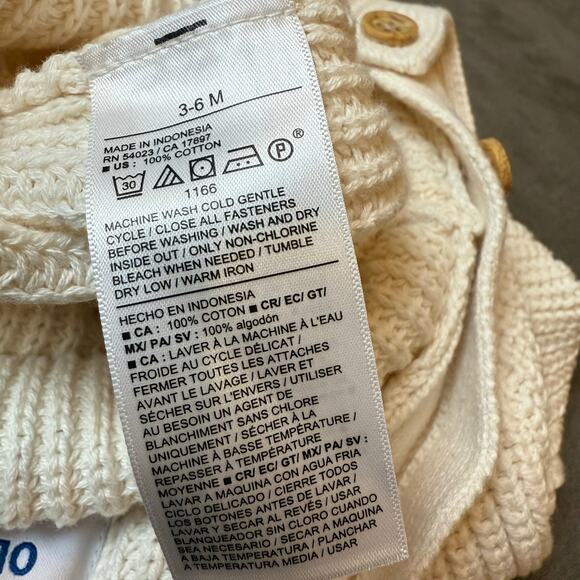 3-6 M
MADE IN INDONESIA
RN 54023 / CA 17897
■ US : 100% COTTON
30
P
®
1166
MACHINE WASH COLD GENTLE
CYCLE / CLOSE ALL FASTENERS
BEFORE WASHING / WASH AND DRY
INSIDE OUT / ONLY NON-CHLORINE
BLEACH WHEN NEEDED / TUMBLE
DRY LOW / WARM IRON
HECHO EN INDONESIA
■ CA : 100% COTON ■ CR/ EC/ GT/
MX/ PA/ SV : 100% algodón
■ CA : LAVER À LA MACHINE À L'EAU
FROIDE AU CYCLE DÉLICAT /
FERMER TOUTES LES ATTACHES
AVANT LE LAVAGE / LAVER ET
SÉCHER SUR L'ENVERS / UTILISER
AU BESOIN UN AGENT DE
BLANCHIMENT SANS CHLORE
UNIQUEMENT / SÉCHER À LA
MACHINE À BASSE TEMPÉRATURE /
REPASSER À TEMPÉRATURE
MOYENNE ■ CR/ EC/ GT/ MX/ PA/ SV :
LAVAR A MAQUINA CON AGUA FRIA
CICLO DELICADO / CIERRE TODOS
LOS BOTONES ANTES DE LAVAR /
LAVAR Y SECAR AL REVÉS / USAR
BLANQUEADOR SIN CLORO CUANDO
SEA NECESARIO / SECAR A MAQUINA
A BAJA TEMPERATURA / PLANCHAR
A TEMPERATURA MEDIA / USAR